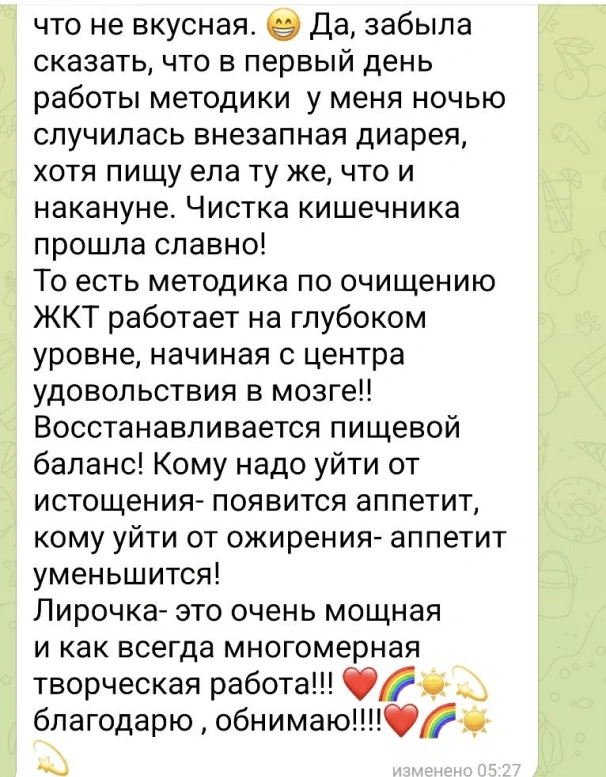 что не вкусная. 😁 Да, забыла
сказать, что в первый день
работы методики у меня ночью
случилась внезапная диарея,
хотя пищу ела ту же, что и
накануне. Чистка кишечника
прошла славно!
То есть методика по очищению
ЖКТ работает на глубоком
уровне, начиная с центра
удовольствия в мозге!!
Восстанавливается пищевой
баланс! Кому надо уйти от
истощения- появится аппетит,
кому уйти от ожирения- аппетит
уменьшится!
Лирочка- это очень мощная
и как всегда многомерная
творческая работа!!! ❤️🌈☀️💫
благодарю , обнимаю!!!!❤️🌈☀️
💫
изменено 05:27